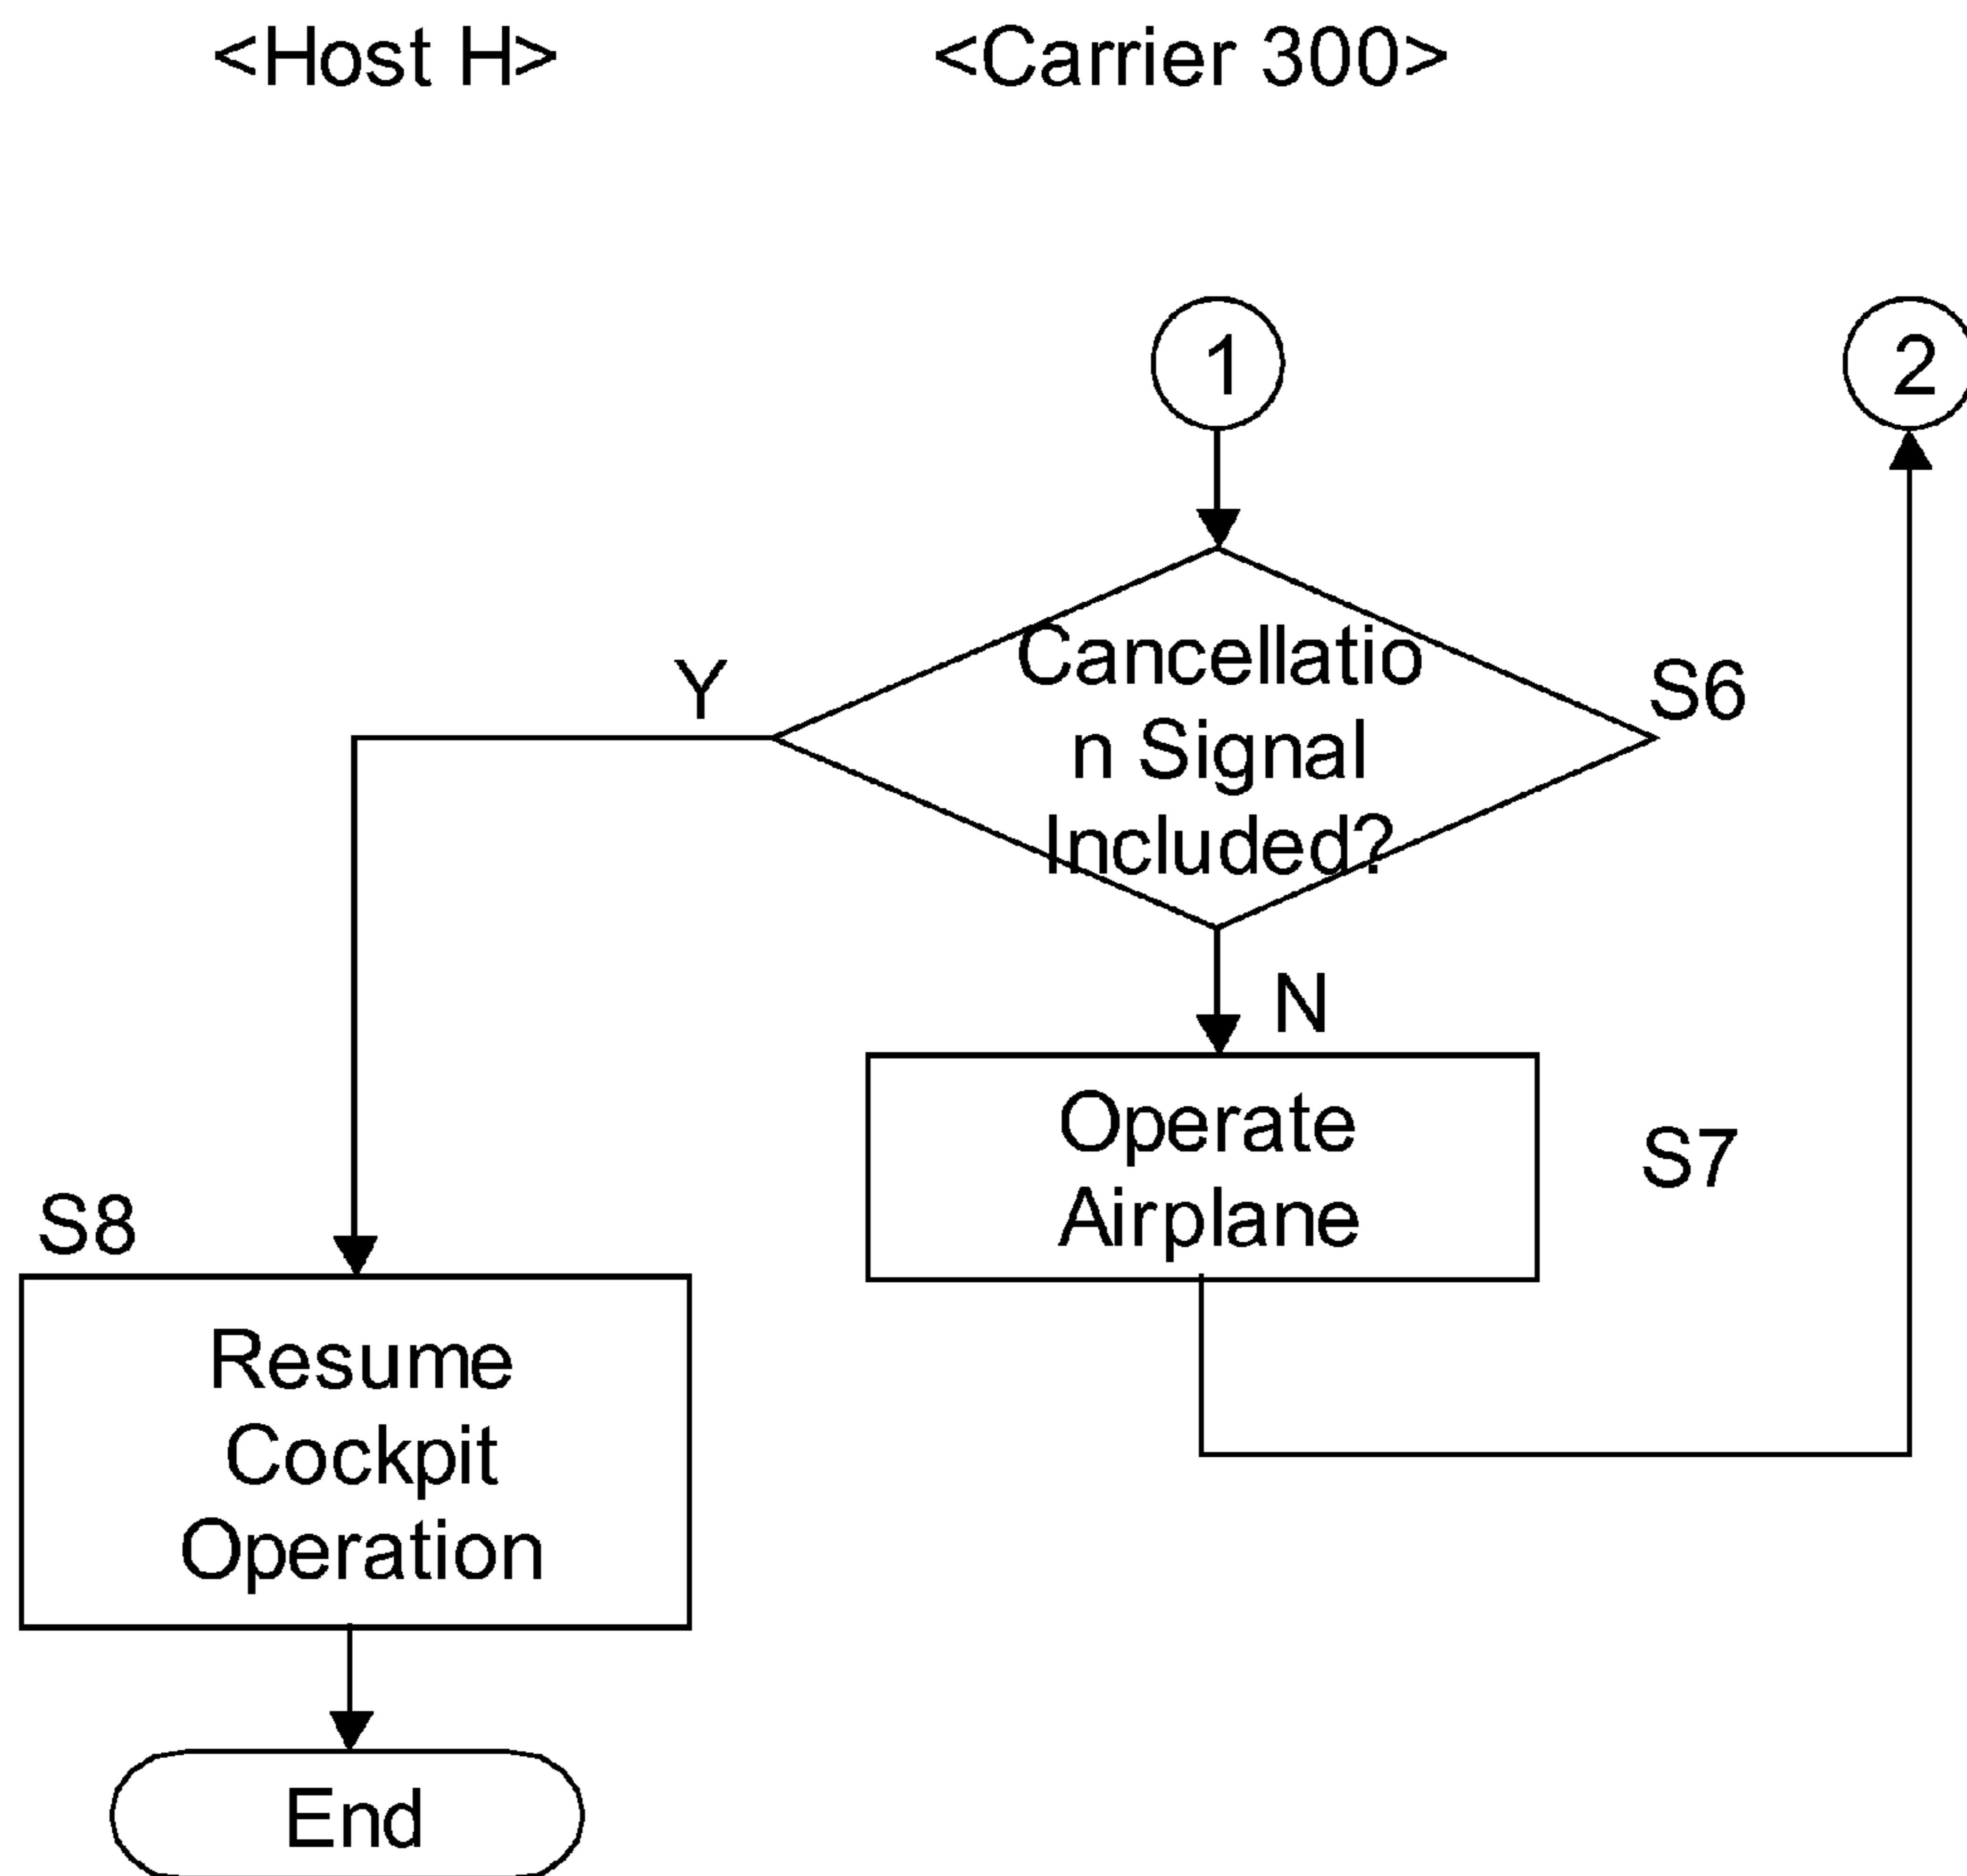 <Host H>
<Carrier 300>
1
2
Cancellatio
n Signal
Included?
Y
S6
N
Operate
Airplane
S7
S8
Resume
Cockpit
Operation
End